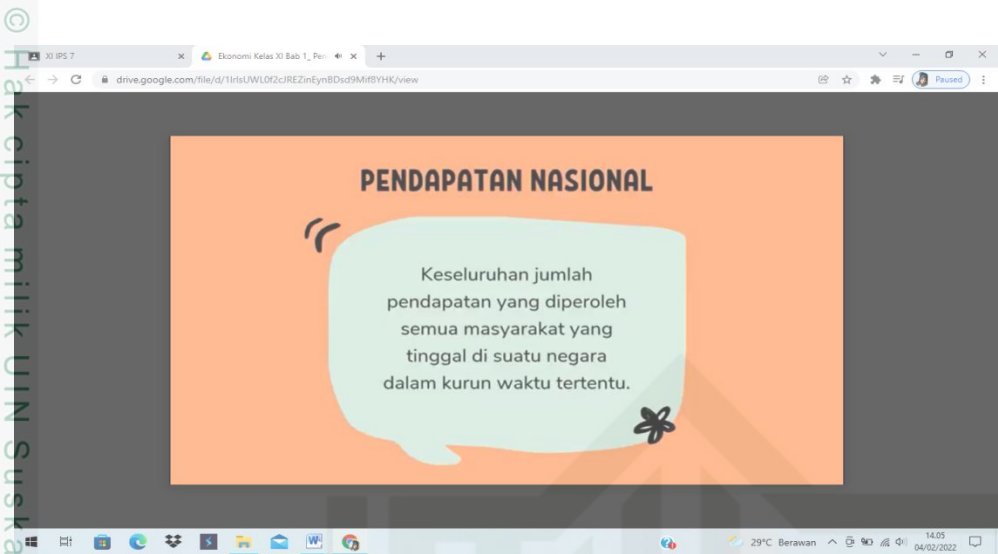 © Hak cipta milik UIN Suska
XI IPS 7
Ekonomi Kelas XI Bab 1_ Pen
drive.google.com/file/d/1lrlsUWL0f2cJREZinEynBDsd9Mif8YHK/view
Paused
PENDAPATAN NASIONAL
Keseluruhan jumlah
pendapatan yang diperoleh
semua masyarakat yang
tinggal di suatu negara
dalam kurun waktu tertentu.
29°C Berawan
14.05
04/02/2022